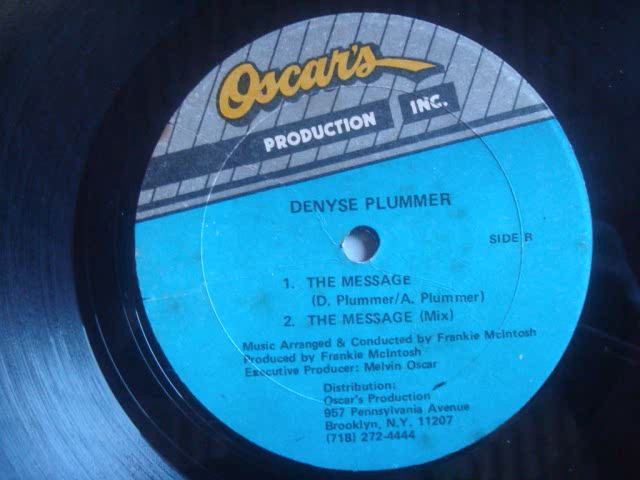 Oscar's
PRODUCTION INC.
DENYSE PLUMMER
SIDE R
1. THE MESSAGE
(D. Plummer/A. Plummer)
2. THE MESSAGE (Mix)
Music Arranged & Conducted by Frankie McIntosh
Produced by Frankie McIntosh
Executive Producer: Melvin Oscar
Distribution:
Oscar's Production
957 Pennsylvania Avenue
Brooklyn, N.Y. 11207
(718) 272-4444